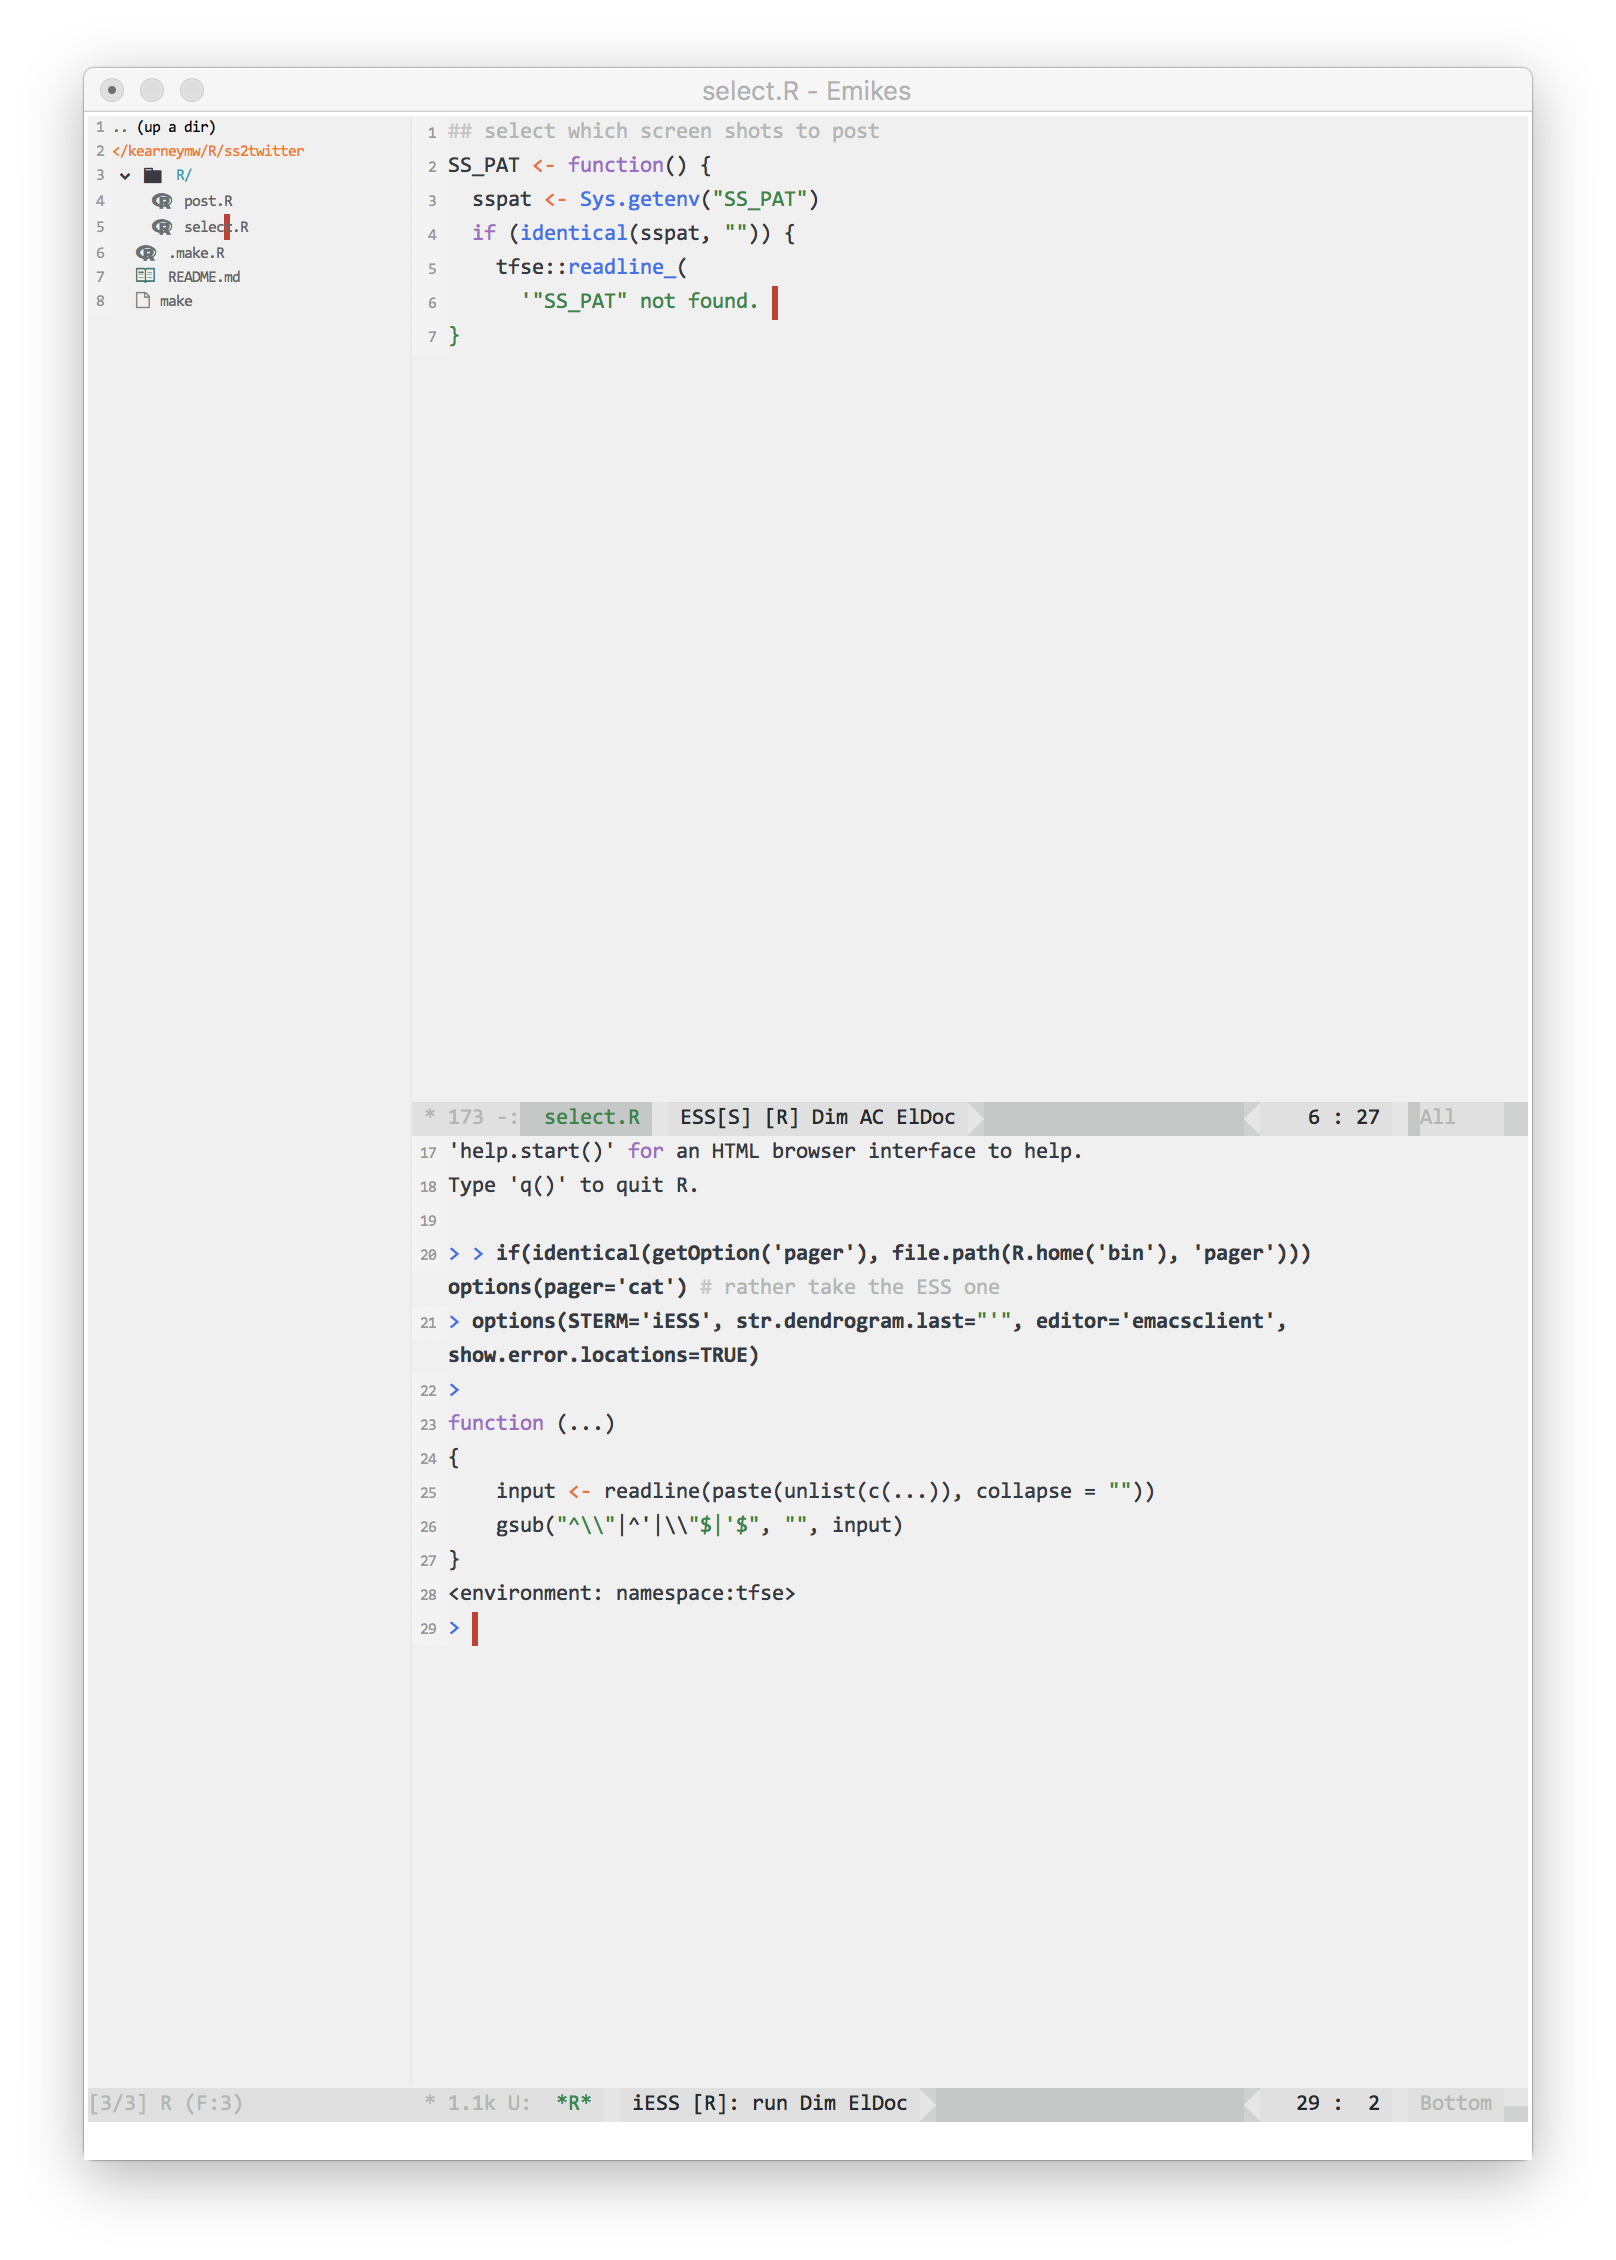 select.R - Emikes
1 .. (up a dir)
2 </kearneymw/R/ss2twitter
3 R/
4 post.R
5 select.R
6 .make.R
7 README.md
8 make
1 ## select which screen shots to post
2 SS_PAT <- function() {
3   sspat <- Sys.getenv("SS_PAT")
4   if (identical(sspat, "")) {
5     tfse::readline_(
6       '"SS_PAT" not found.
7 }
* 173 -: select.R ESS[S] [R] Dim AC ElDoc 6 : 27 All
17 'help.start()' for an HTML browser interface to help.
18 Type 'q()' to quit R.
19
20 > > if(identical(getOption('pager'), file.path(R.home('bin'), 'pager')))
options(pager='cat') # rather take the ESS one
21 > options(STERM='iESS', str.dendrogram.last="'", editor='emacsclient',
show.error.locations=TRUE)
22 >
23 function (...)
24 {
25     input <- readline(paste(unlist(c(...)), collapse = ""))
26     gsub("^\\"|^'|\\"$|'$", "", input)
27 }
28 <environment: namespace:tfse>
29 >
[3/3] R (F:3)
* 1.1k U: *R* iESS [R]: run Dim ElDoc 29 : 2 Bottom